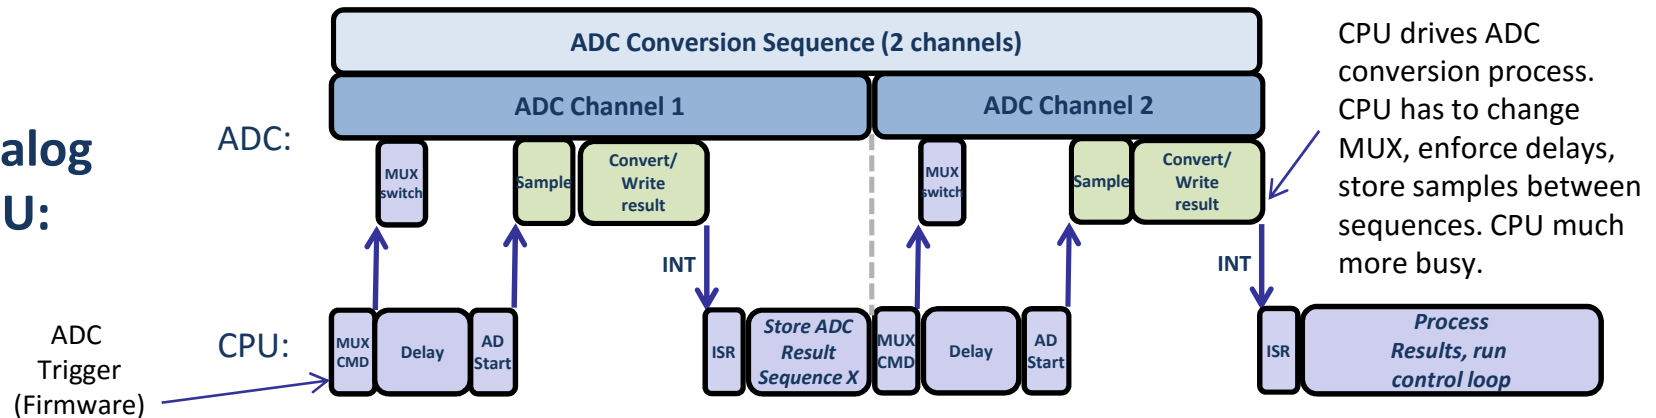 ADC Conversion Sequence (2 channels)
ADC Channel 1
ADC Channel 2
alog
U:
ADC:
MUX
switch
Sample
Convert/
Write
result
MUX
switch
Sample
Convert/
Write
result
CPU drives ADC
conversion process.
CPU has to change
MUX, enforce delays,
store samples between
sequences. CPU much
more busy.
INT
INT
ADC
Trigger
(Firmware)
CPU:
MUX
CMD
Delay
AD
Start
ISR
Store ADC
Result
Sequence X
MUX
CMD
Delay
AD
Start
ISR
Process
Results, run
control loop